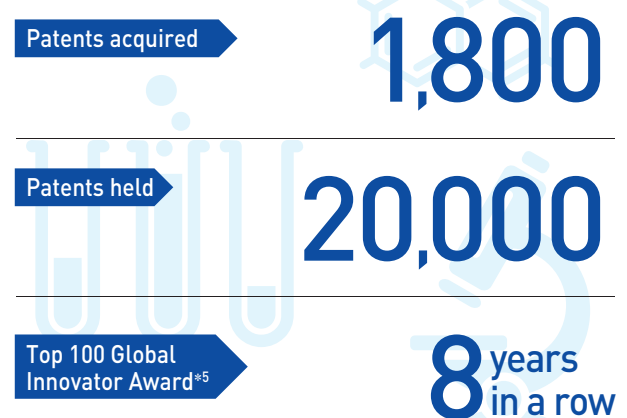 Patents acquired
1,800
Patents held
20,000
Top 100 Global
Innovator Award*5
8 years
in a row